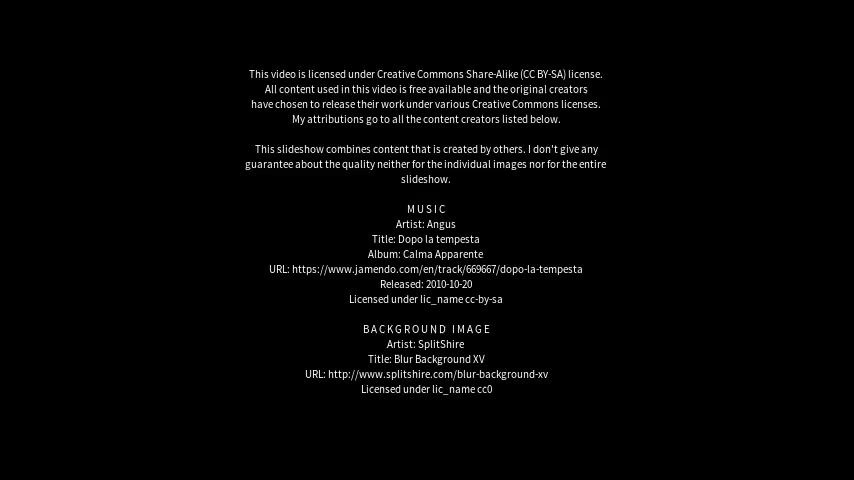 This video is licensed under Creative Commons Share-Alike (CC BY-SA) license.
All content used in this video is free available and the original creators
have chosen to release their work under various Creative Commons licenses.
My attributions go to all the content creators listed below.
This slideshow combines content that is created by others. I don't give any
guarantee about the quality neither for the individual images nor for the entire
slideshow.
MUSIC
Artist: Angus
Title: Dopo la tempesta
Album: Calma Apparente
URL: https://www.jamendo.com/en/track/669667/dopo-la-tempesta
Released: 2010-10-20
Licensed under lic_name cc-by-sa
BACKGROUND IMAGE
Artist: SplitShire
Title: Blur Background XV
URL: http://www.splitshire.com/blur-background-xv
Licensed under lic_name cc0